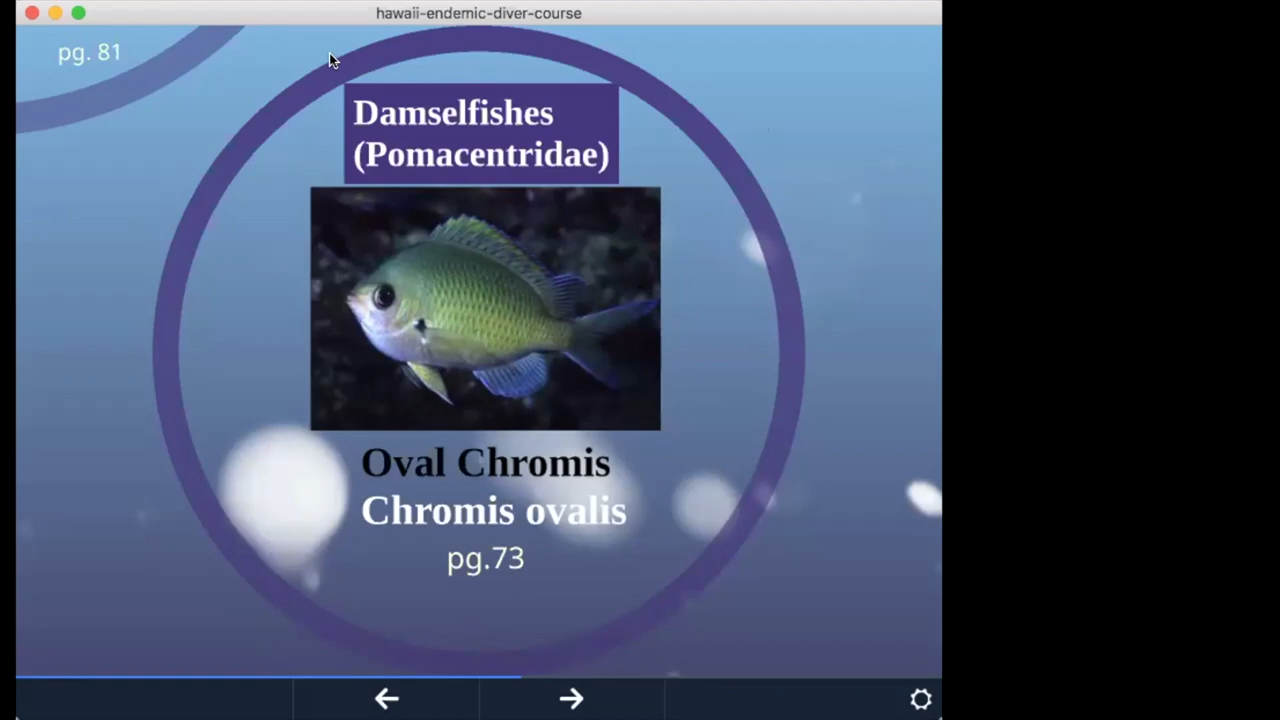 hawaii-endemic-diver-course
pg. 81
Damselfishes
(Pomacentridae)
Oval Chromis
Chromis ovalis
pg.73